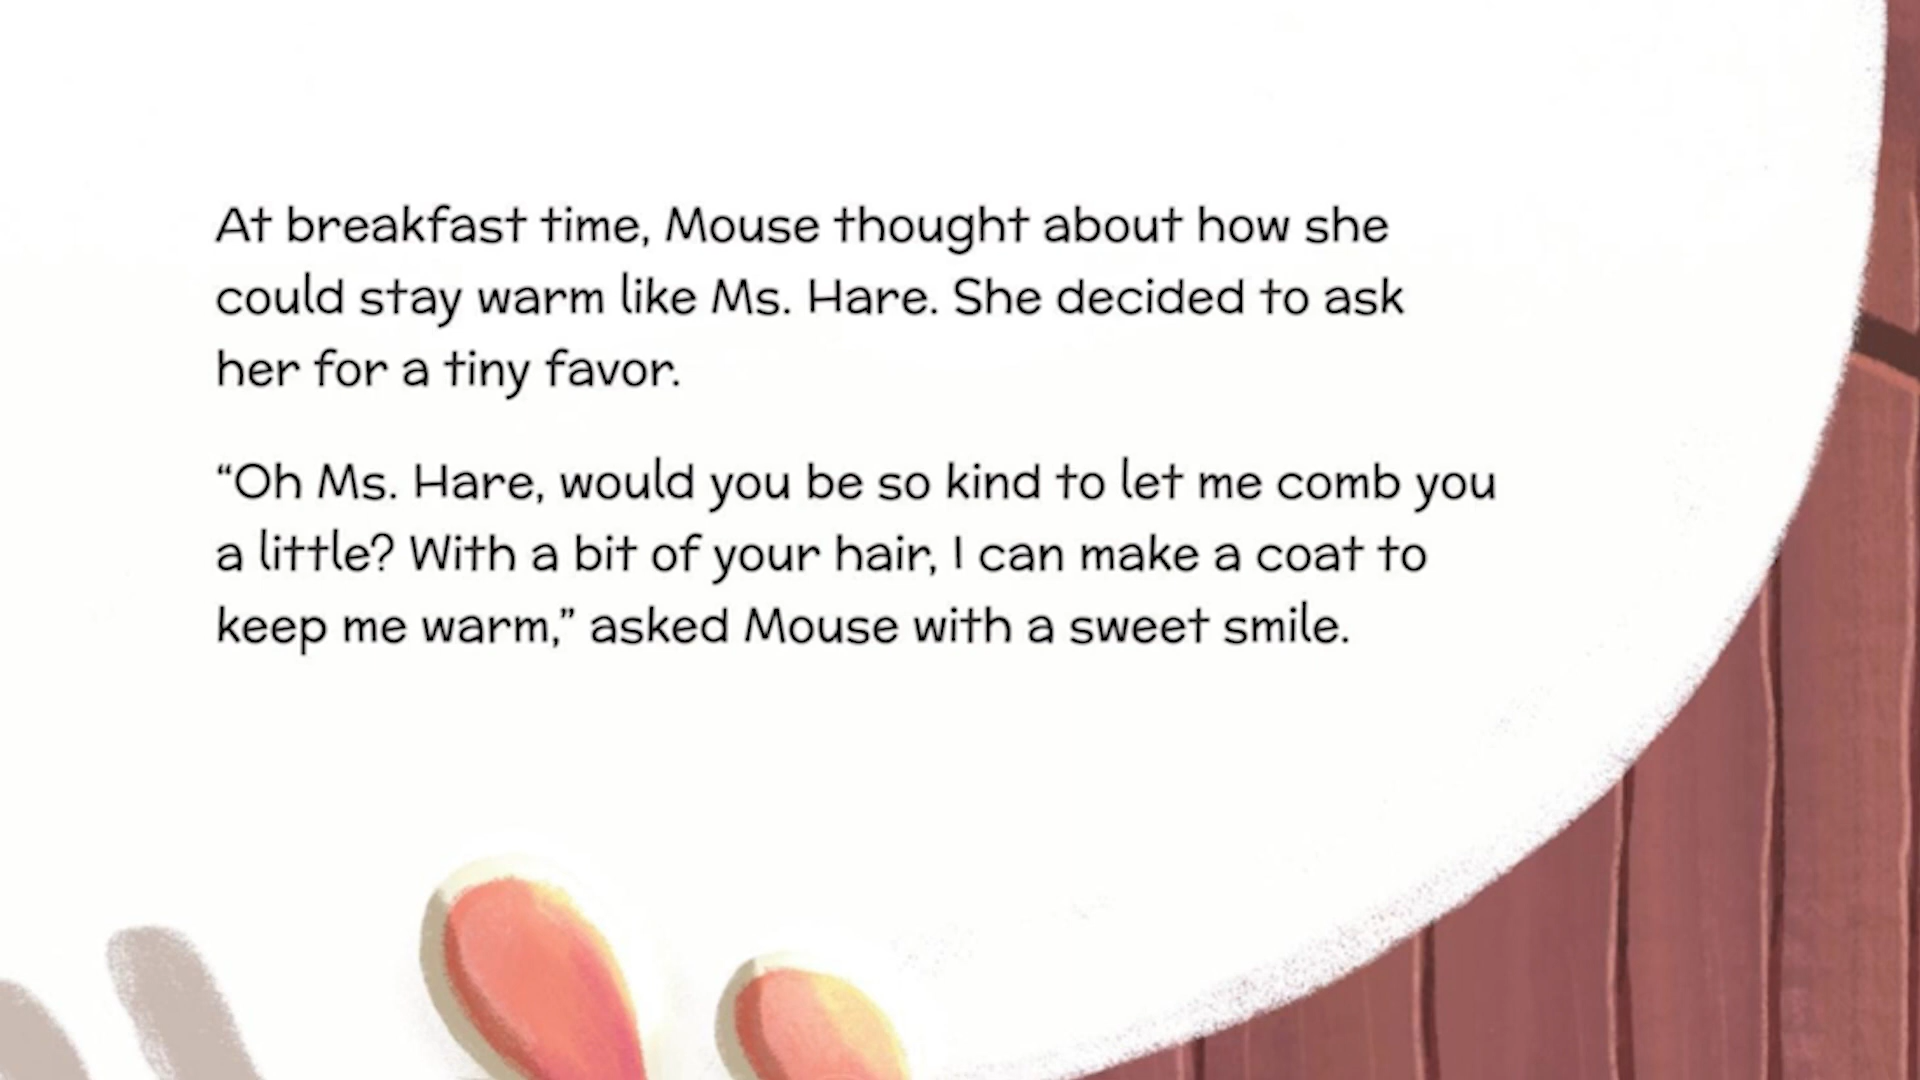 At breakfast time, Mouse thought about how she
could stay warm like Ms. Hare. She decided to ask
her for a tiny favor.
“Oh Ms. Hare, would you be so kind to let me comb you
a little? With a bit of your hair, I can make a coat to
keep me warm,” asked Mouse with a sweet smile.